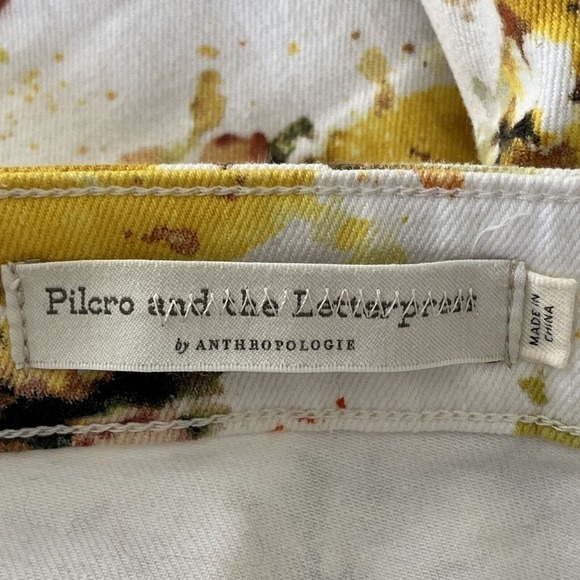 Pilcro and the Letterpress
by ANTHROPOLOGIE
MADE IN
CHINA